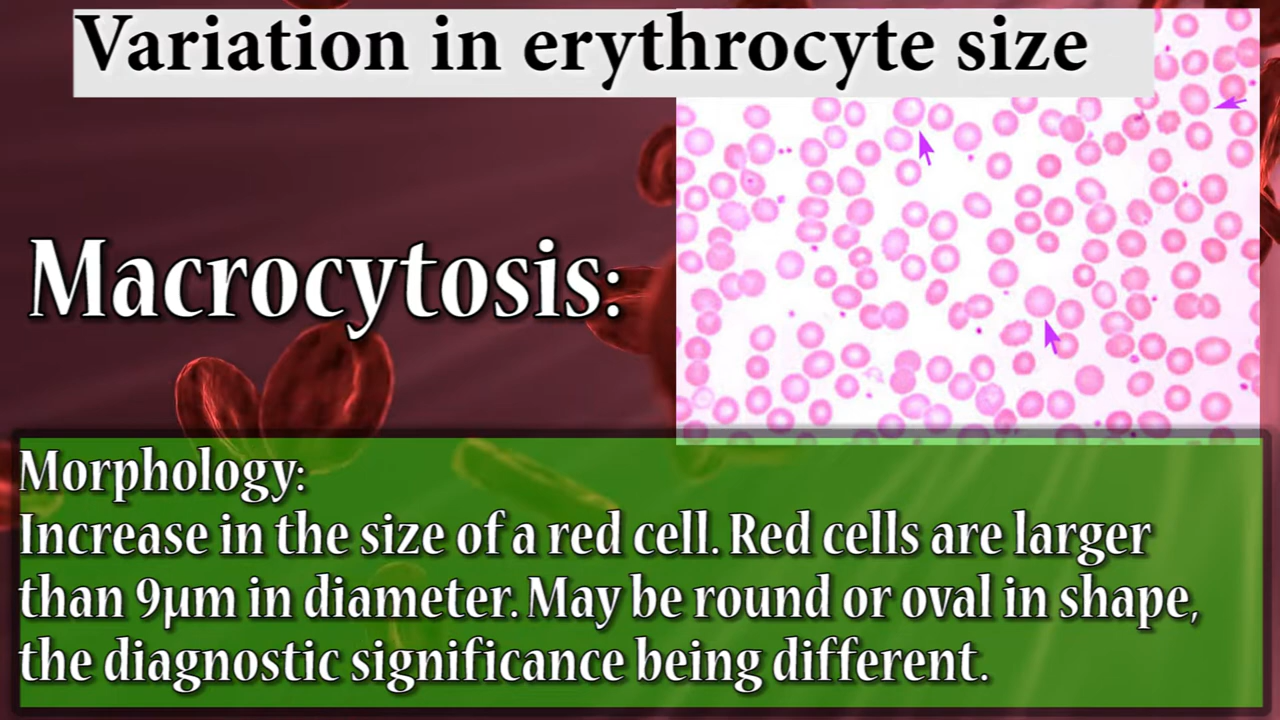 Variation in erythrocyte size
Macrocytosis:
Morphology:
Increase in the size of a red cell. Red cells are larger
than 9µm in diameter. May be round or oval in shape,
the diagnostic significance being different.